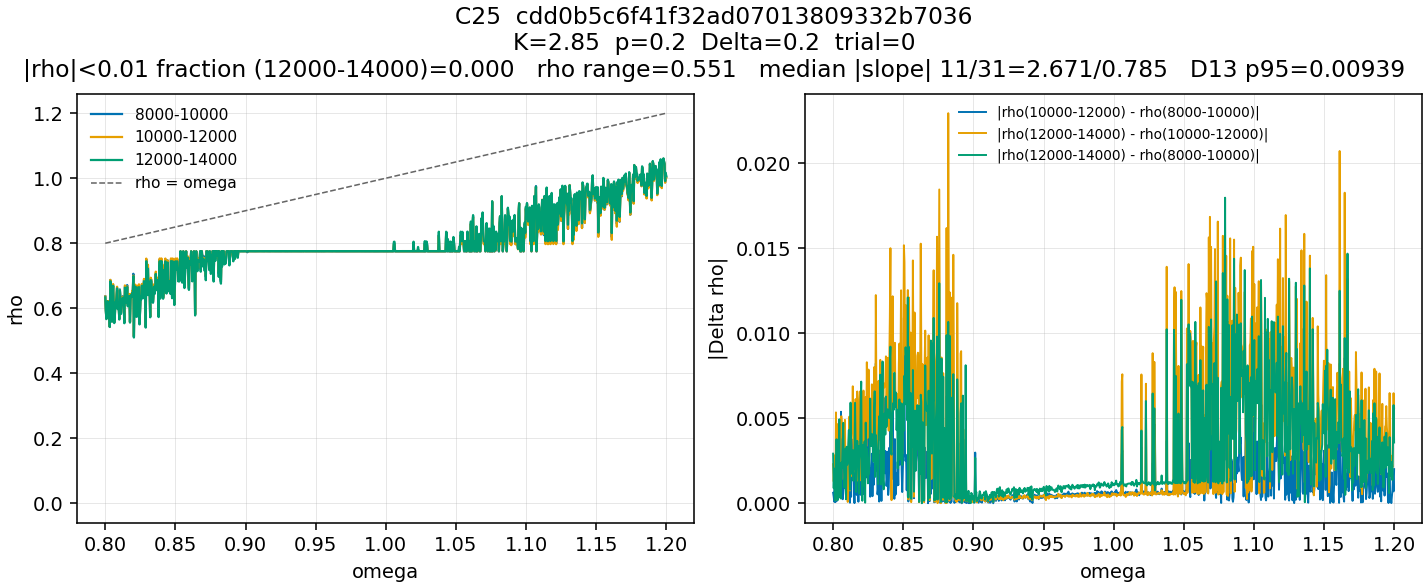 C25  cdd0b5c6f41f32ad07013809332b7036
K=2.85  p=0.2  Delta=0.2  trial=0
|rho|<0.01 fraction (12000-14000)=0.000   rho range=0.551   median |slope| 11/31=2.671/0.785   D13 p95=0.00939
8000-10000
10000-12000
12000-14000
rho = omega
1.2
1.0
0.8
0.6
0.4
0.2
0.0
rho
0.80 0.85 0.90 0.95 1.00 1.05 1.10 1.15 1.20
omega
|rho(10000-12000) - rho(8000-10000)|
|rho(12000-14000) - rho(10000-12000)|
|rho(12000-14000) - rho(8000-10000)|
0.020
0.015
0.010
0.005
0.000
|Delta rho|
0.80 0.85 0.90 0.95 1.00 1.05 1.10 1.15 1.20
omega